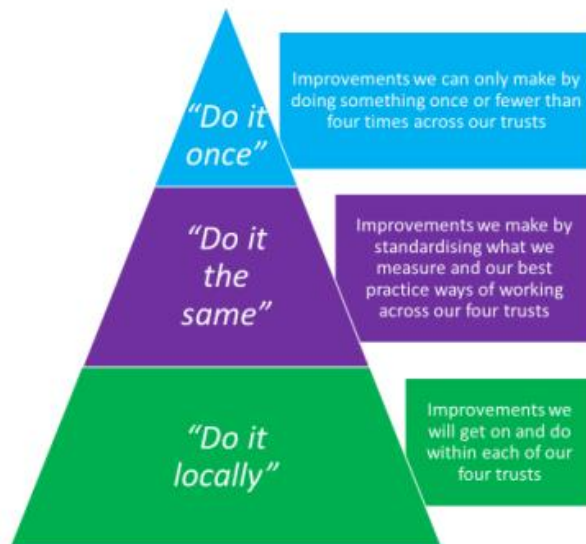 “Do it
once”
Improvements we can only make by
doing something once or fewer than
four times across our trusts
“Do it
the
same”
Improvements we make by
standardising what we
measure and our best
practice ways of working
across our four trusts
“Do it
locally”
Improvements we
will get on and do
within each of our
four trusts